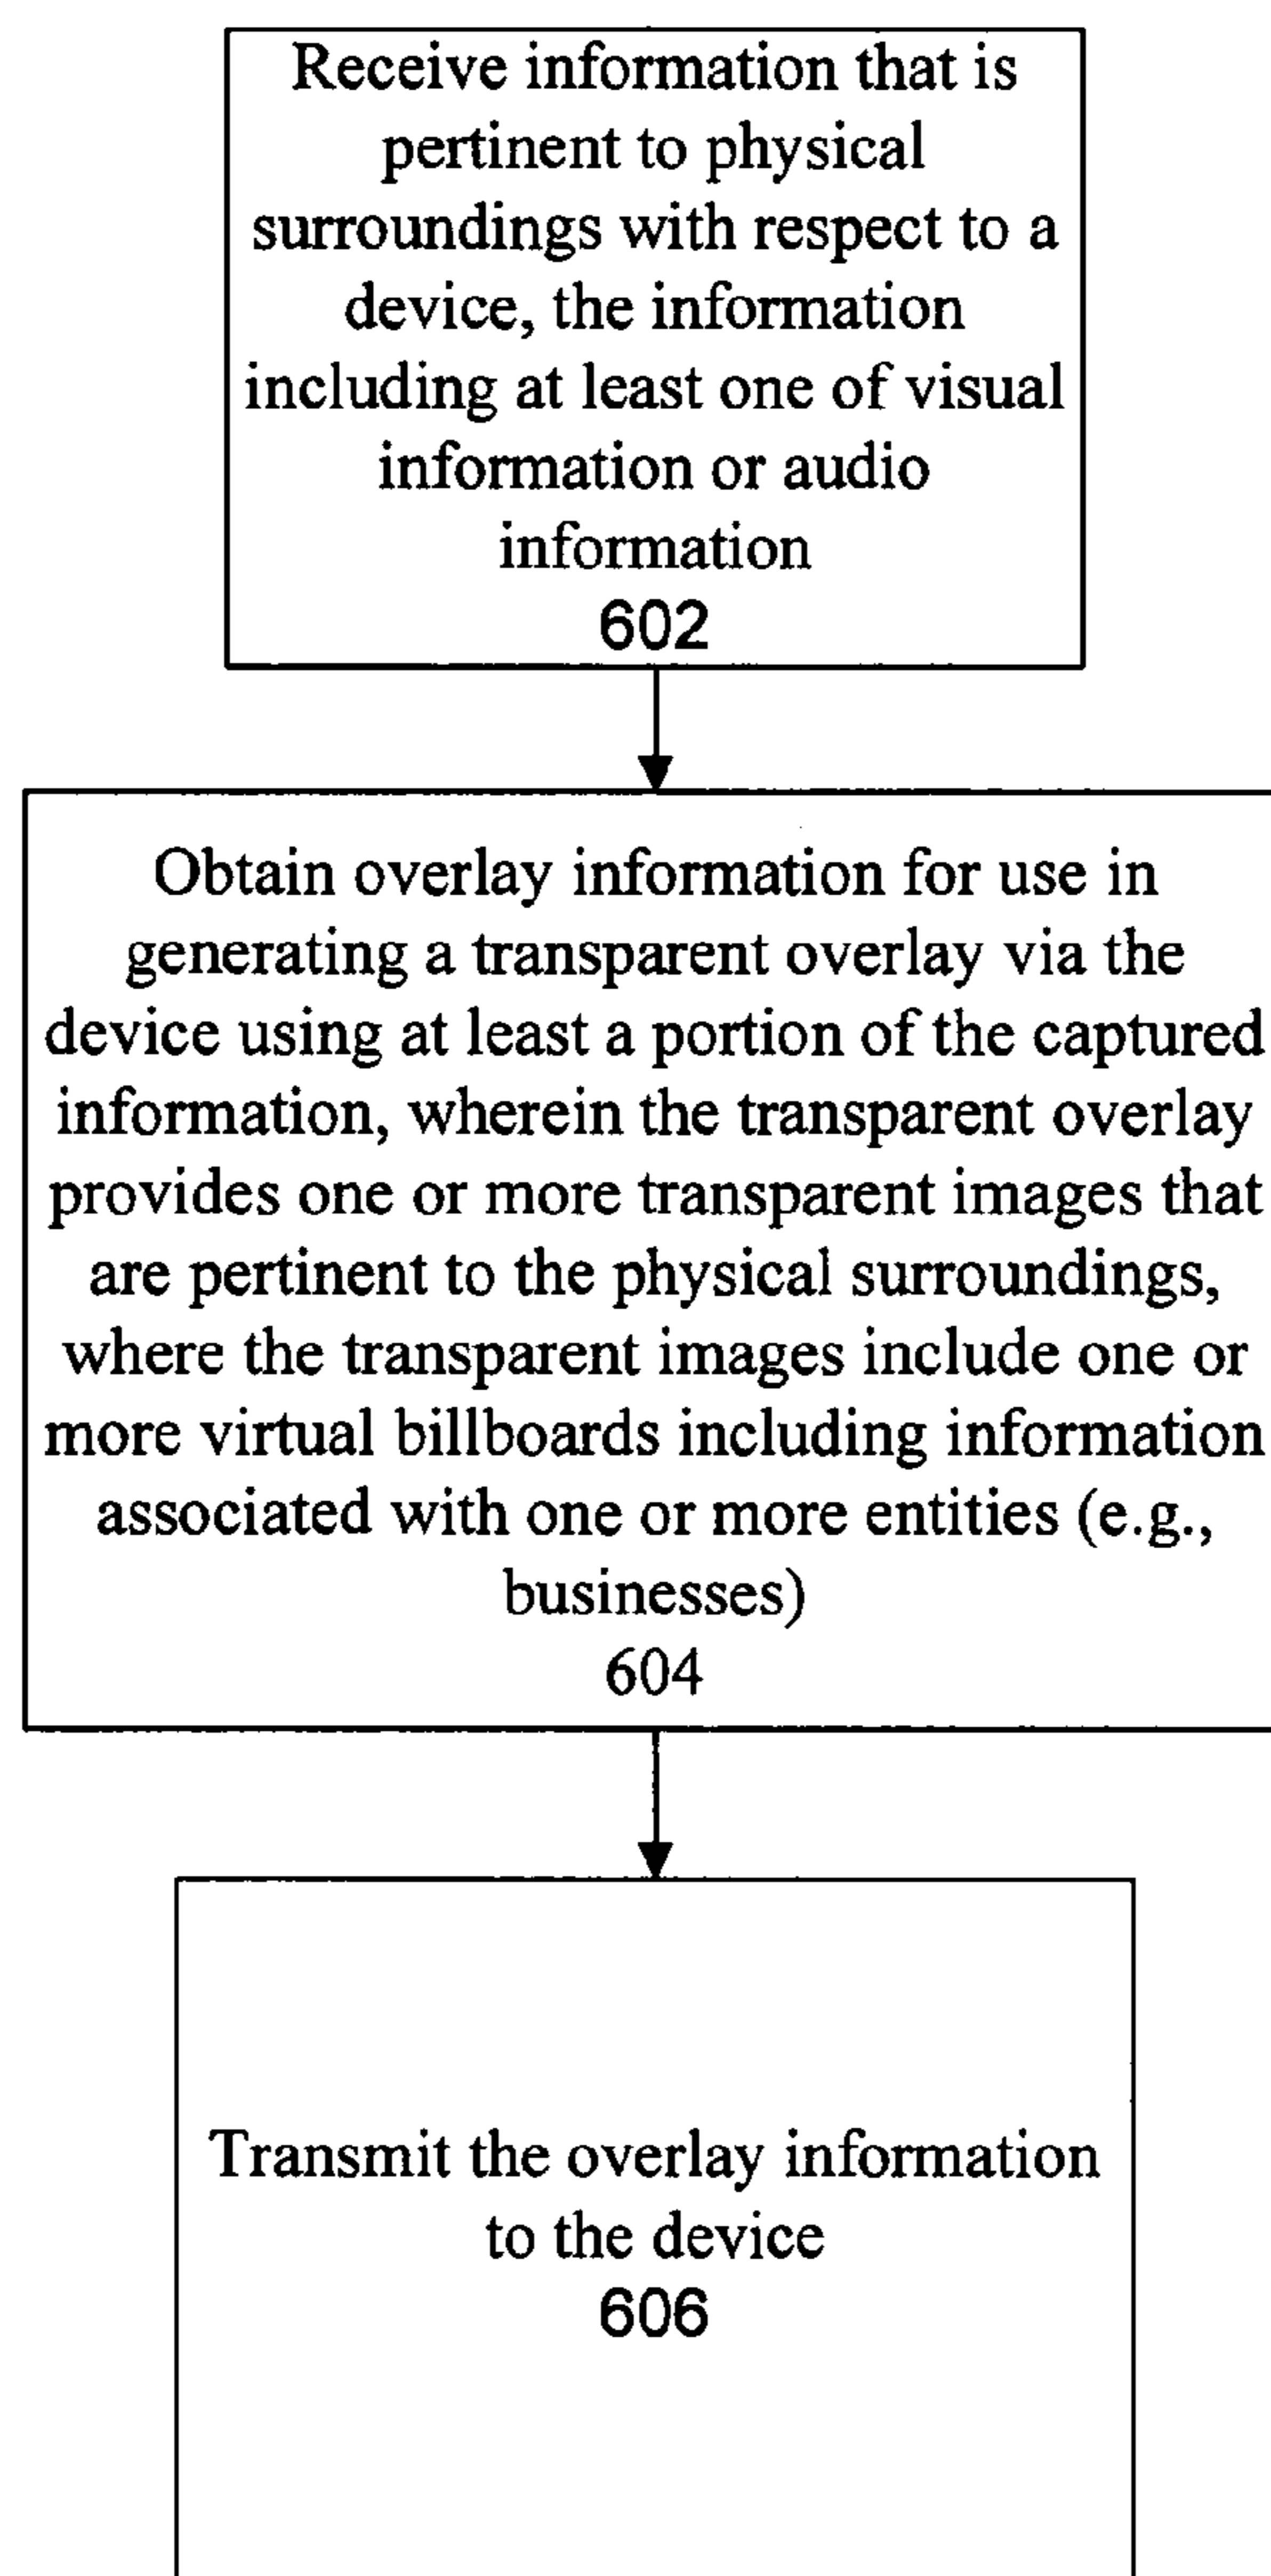 Receive information that is
pertinent to physical
surroundings with respect to a
device, the information
including at least one of visual
information or audio
information
602
Obtain overlay information for use in
generating a transparent overlay via the
device using at least a portion of the captured
information, wherein the transparent overlay
provides one or more transparent images that
are pertinent to the physical surroundings,
where the transparent images include one or
more virtual billboards including information
associated with one or more entities (e.g.,
businesses)
604
Transmit the overlay information
to the device
606